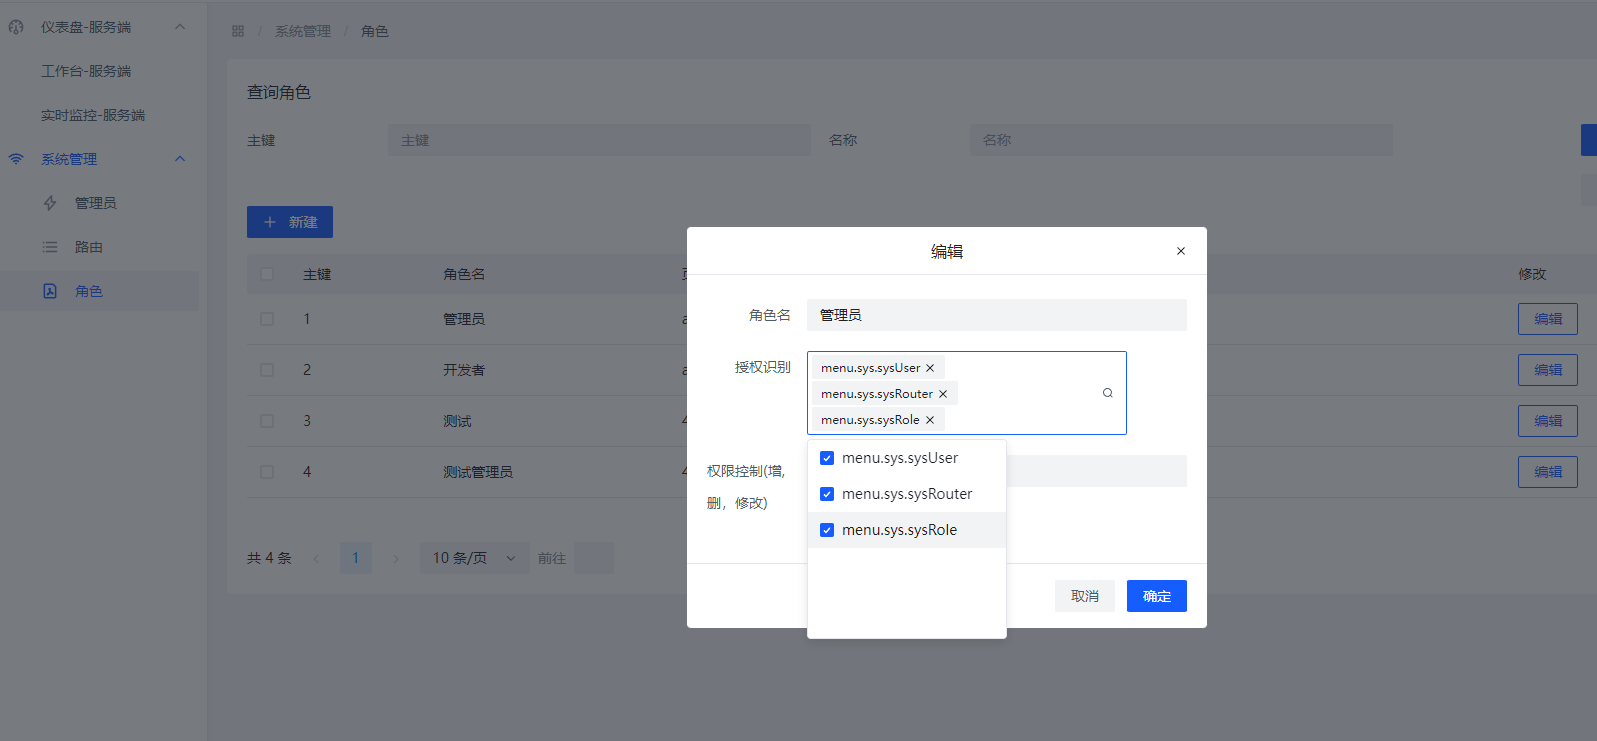 仪表盘-服务端
工作台-服务端
实时监控-服务端
系统管理
管理员
路由
角色
/ 系统管理 / 角色
查询角色
主键 主键 名称 名称
+ 新建
主键 角色名 修改
1 管理员 编辑
2 开发者 编辑
3 测试 编辑
4 测试管理员 编辑
共 4 条 1 10 条/页 前往
编辑
角色名 管理员
授权识别 menu.sys.sysUser
menu.sys.sysRouter
menu.sys.sysRole
权限控制(增,
删，修改)
menu.sys.sysUser
menu.sys.sysRouter
menu.sys.sysRole
取消 确定